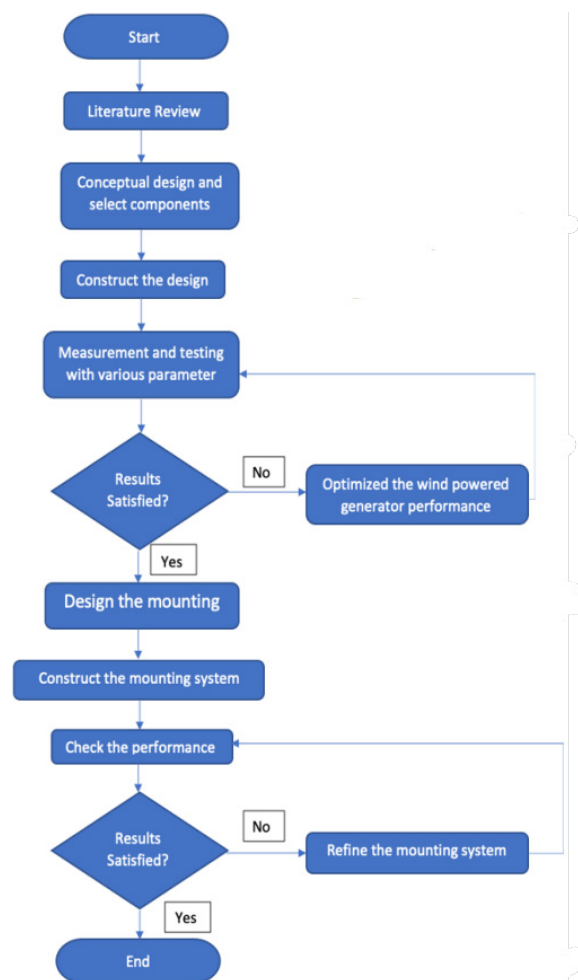 Start
Literature Review
Conceptual design and
select components
Construct the design
Measurement and testing
with various parameter
Results
Satisfied?
No
Optimized the wind powered
generator performance
Yes
Design the mounting
Construct the mounting system
Check the performance
Results
Satisfied?
No
Refine the mounting system
Yes
End